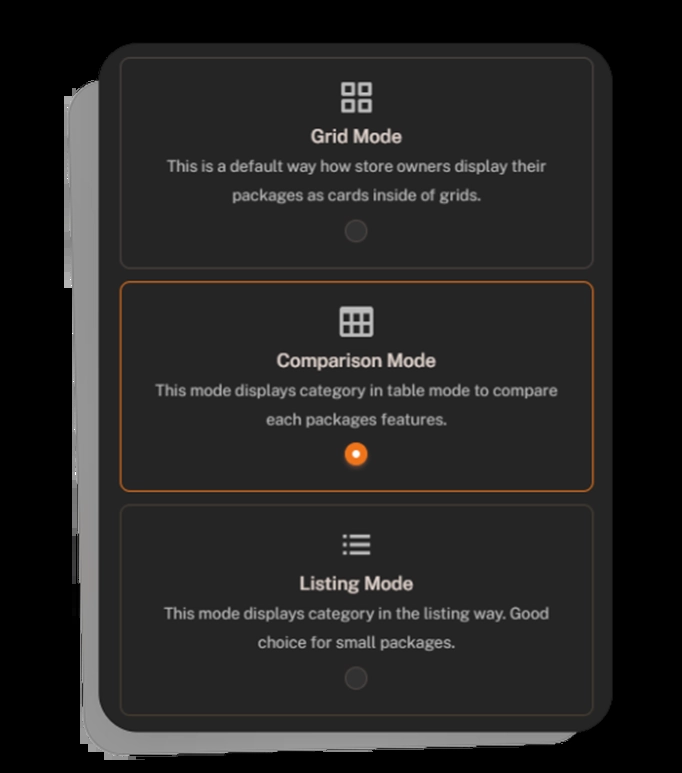 Grid Mode
This is a default way how store owners display their
packages as cards inside of grids.
Comparison Mode
This mode displays category in table mode to compare
each packages features.
Listing Mode
This mode displays category in the listing way. Good
choice for small packages.